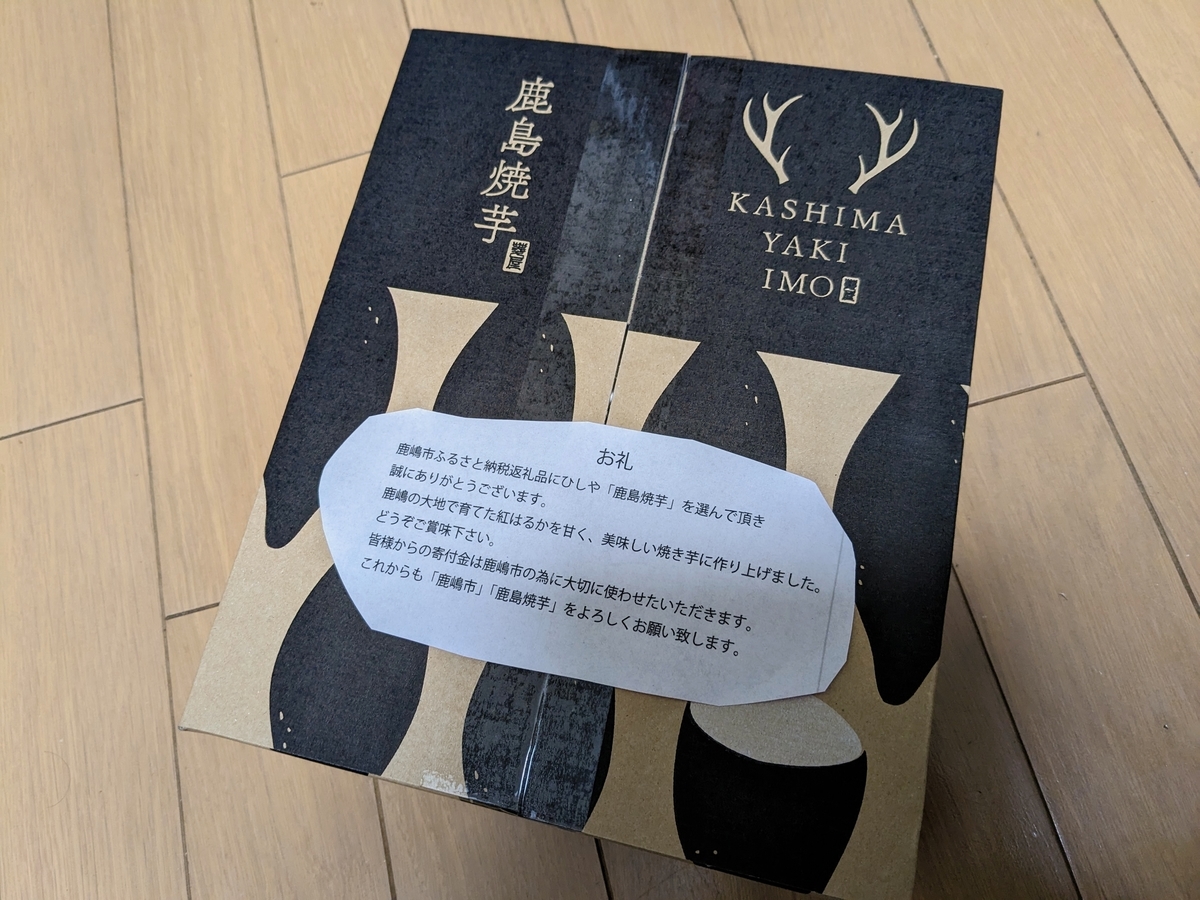 鹿島焼芋
菱屋
KASHIMA
YAKI
IMO
お礼
鹿嶋市ふるさと納税返礼品にひしや「鹿島焼芋」を選んで頂き
誠にありがとうございます。
鹿嶋の大地で育てた紅はるかを甘く、美味しい焼き芋に作り上げました。
どうぞご賞味下さい。
皆様からの寄付金は鹿嶋市の為に大切に使わせたいただきます。
これからも「鹿嶋市」「鹿島焼芋」をよろしくお願い致します。